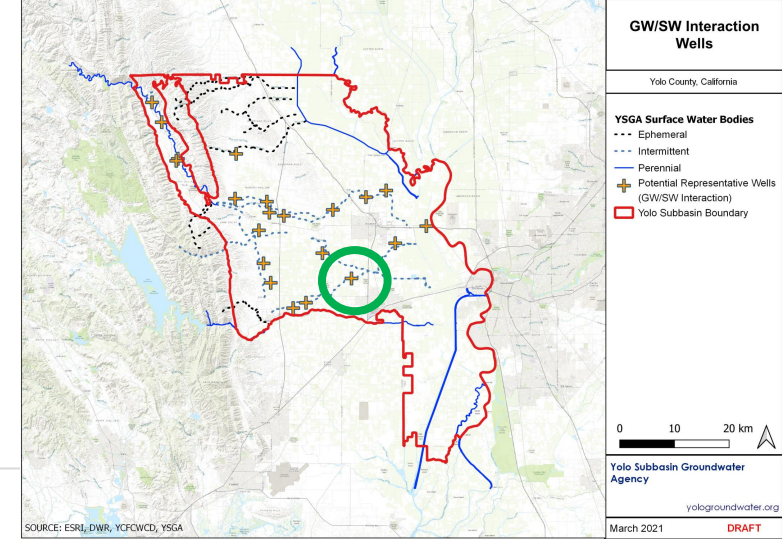 GW/SW Interaction
Wells
Yolo County, California
YSGA Surface Water Bodies
Ephemeral
Intermittent
Perennial
Potential Representative Wells
(GW/SW Interaction)
Yolo Subbasin Boundary
0 10 20 km
Yolo Subbasin Groundwater
Agency
yologroundwater.org
March 2021 DRAFT
SOURCE: ESRI, DWR, YCFCWCD, YSGA